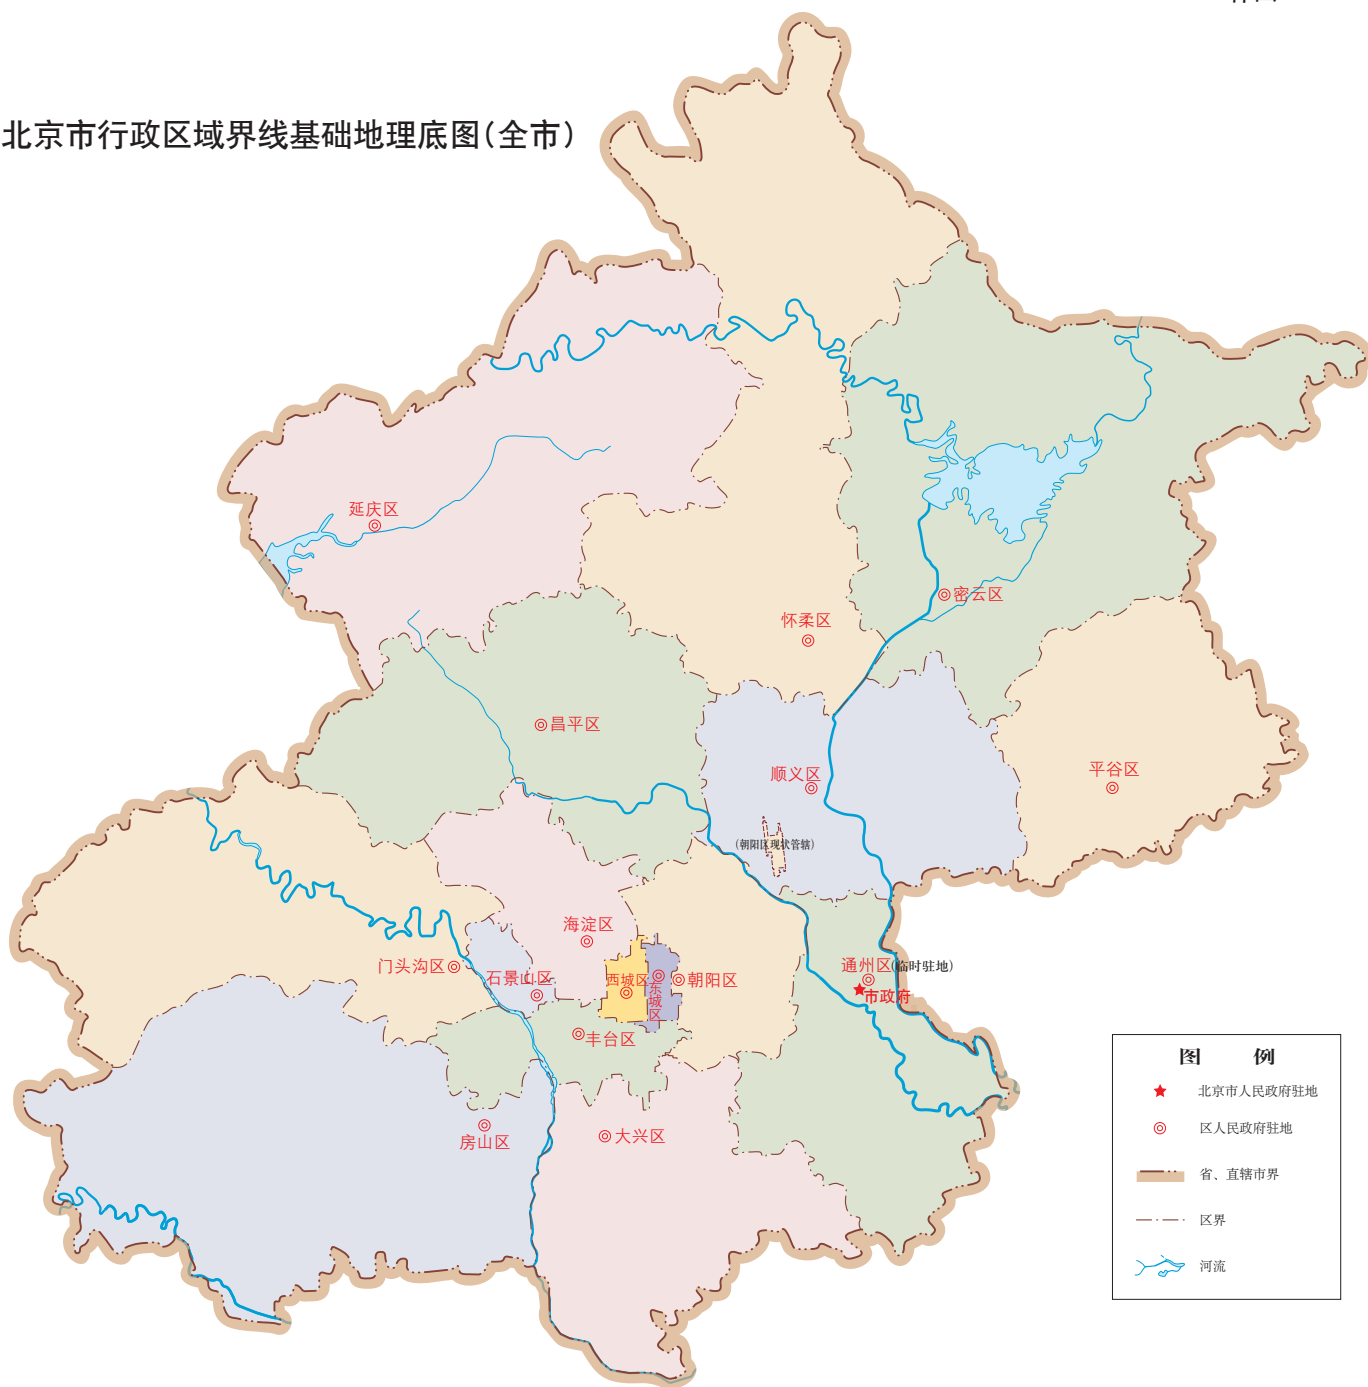 北京市行政区域界线基础地理底图(全市)
延庆区
密云区
怀柔区
昌平区
顺义区
平谷区
(朝阳区现状管辖)
海淀区
门头沟区
石景山区
西城区
东城区
朝阳区
通州区(临时驻地)
市政府
丰台区
房山区
大兴区
图 例
北京市人民政府驻地
区人民政府驻地
省、直辖市界
区界
河流